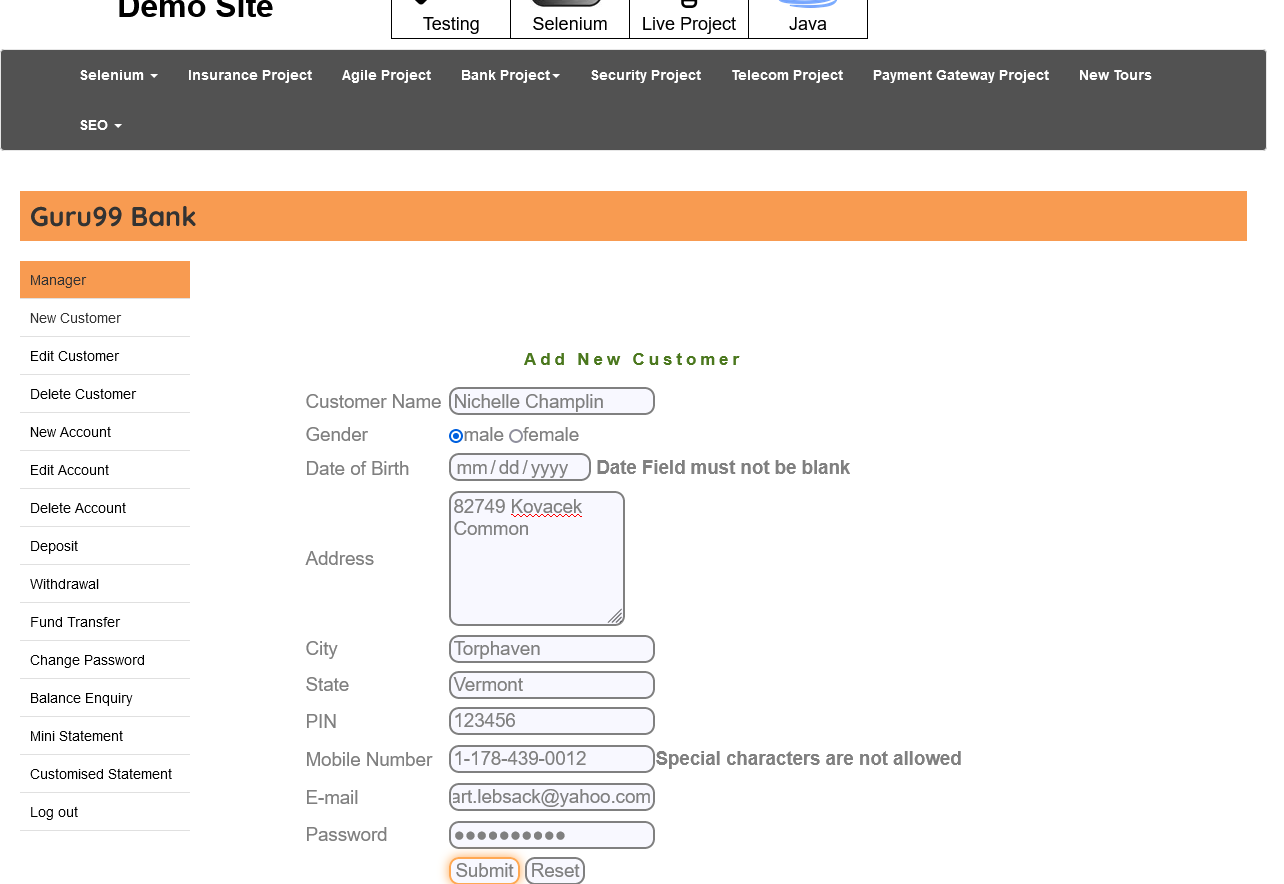 Demo Site
Testing
Selenium
Live Project
Java
Selenium
Insurance Project
Agile Project
Bank Project
Security Project
Telecom Project
Payment Gateway Project
New Tours
SEO
Guru99 Bank
Manager
New Customer
Edit Customer
Delete Customer
New Account
Edit Account
Delete Account
Deposit
Withdrawal
Fund Transfer
Change Password
Balance Enquiry
Mini Statement
Customised Statement
Log out
Add New Customer
Customer Name Nichelle Champlin
Gender male female
Date of Birth mm/dd/yyyy Date Field must not be blank
Address 82749 Kovacek
Common
City Torphaven
State Vermont
PIN 123456
Mobile Number 1-178-439-0012 Special characters are not allowed
E-mail art.lebsack@yahoo.com
Password ●●●●●●●●●●
Submit Reset